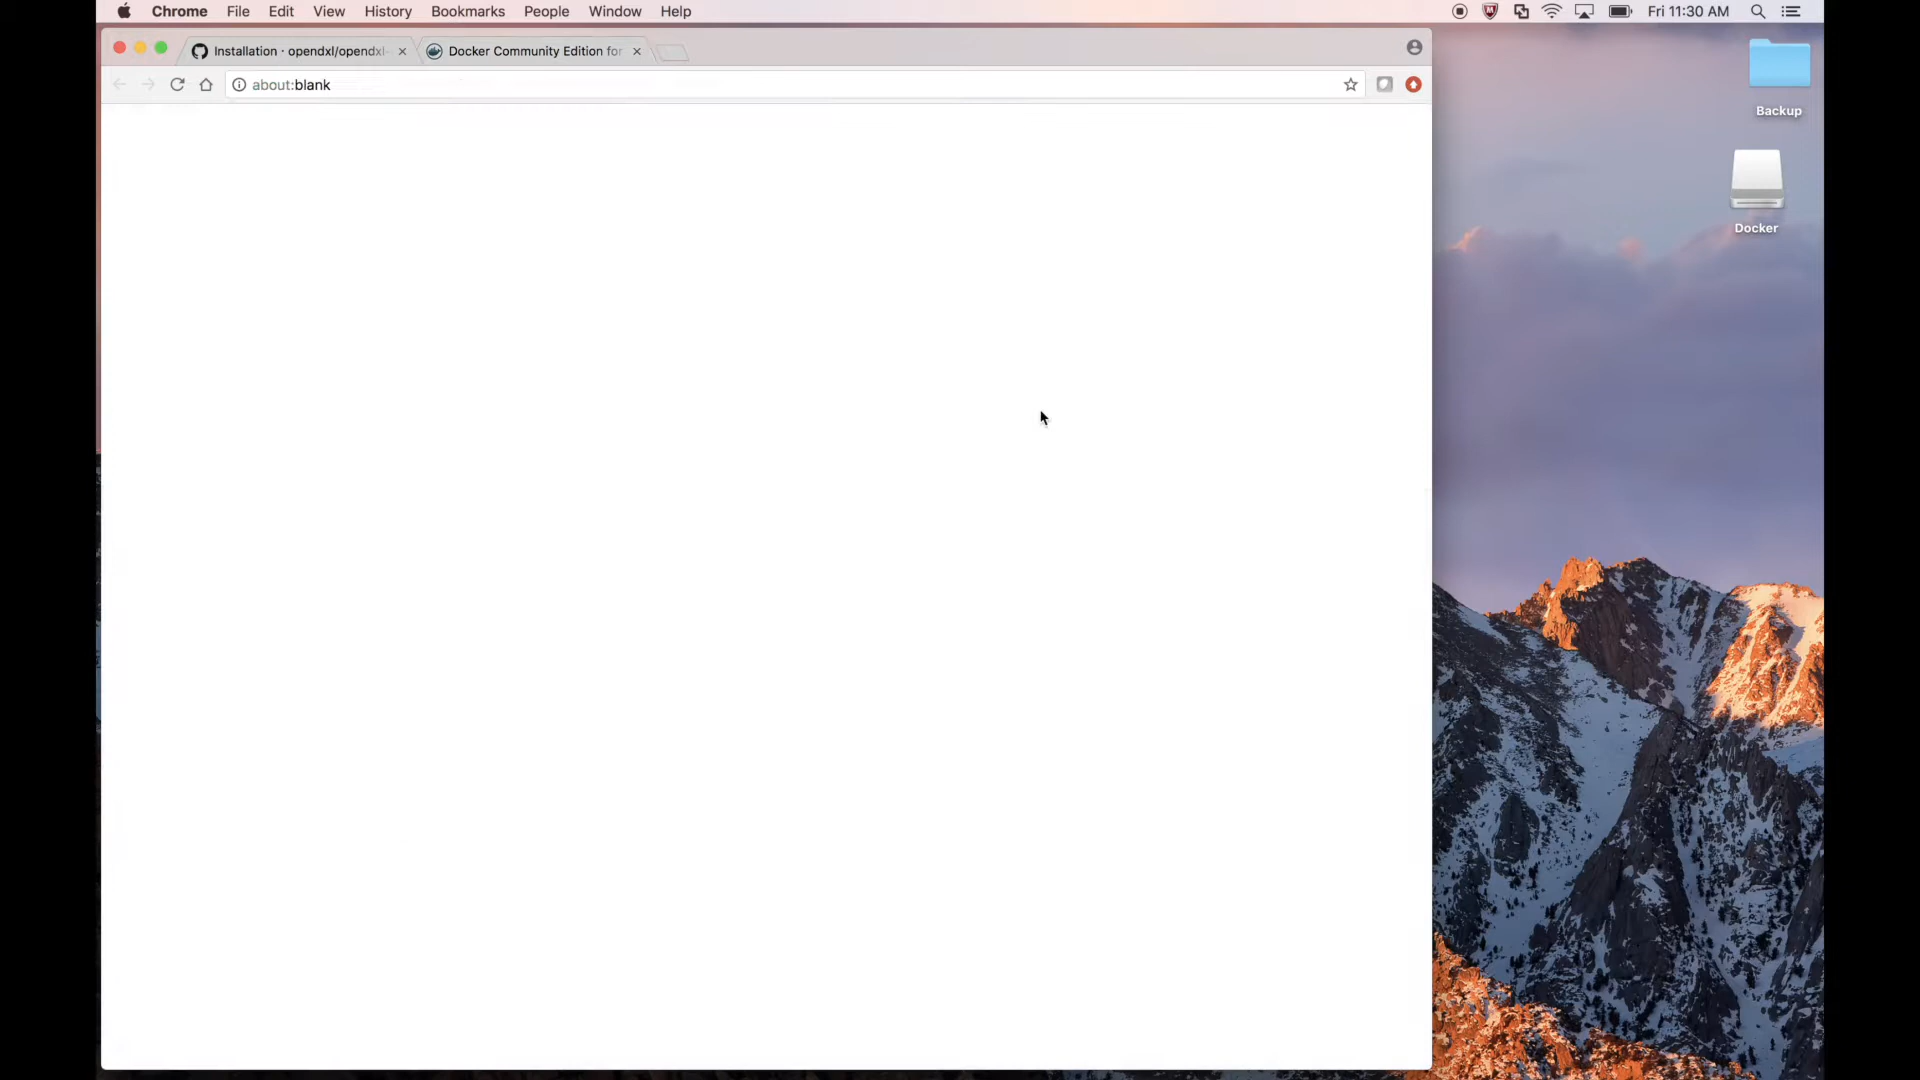 Chrome File Edit View History Bookmarks People Window Help Fri 11:30 AM
Installation · opendxl/opendxl- Docker Community Edition for
about:blank
Backup
Docker